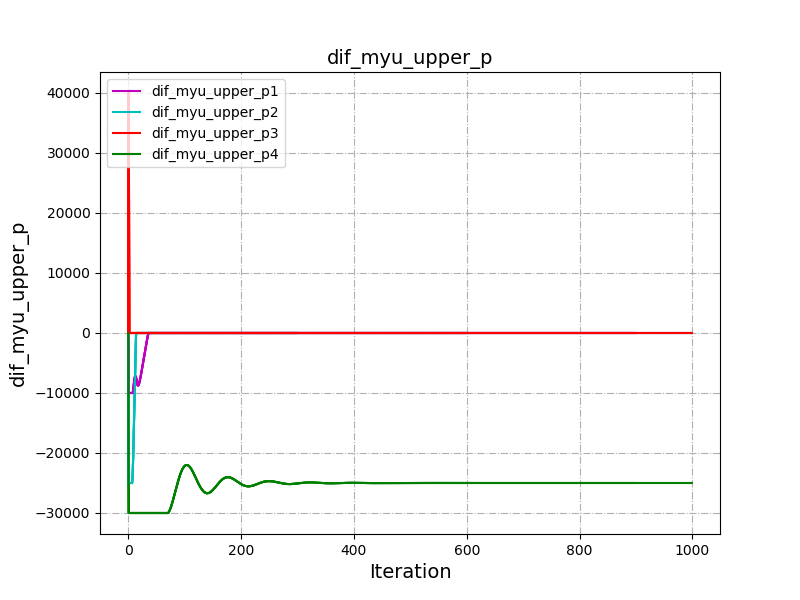 dif_myu_upper_p
dif_myu_upper_p
40000
30000
20000
10000
0
−10000
−20000
−30000
dif_myu_upper_p1
dif_myu_upper_p2
dif_myu_upper_p3
dif_myu_upper_p4
0 200 400 600 800 1000
Iteration